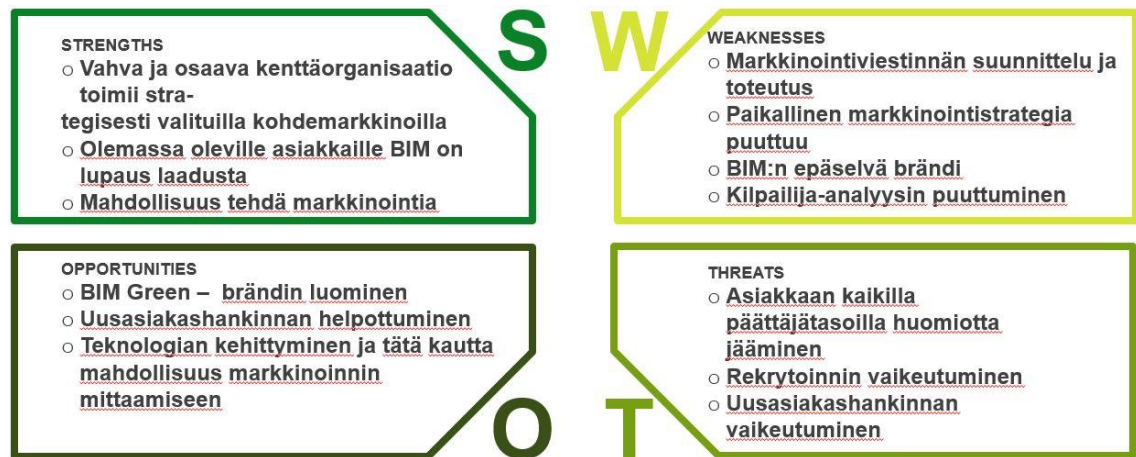 S
STRENGTHS
o Vahva ja osaava kenttäorganisaatio
toimii stra-
tegisesti valituilla kohdemarkkinoilla
o Olemassa oleville asiakkaille BIM on
lupaus laadusta
o Mahdollisuus tehdä markkinointia
W
WEAKNESSES
o Markkinointiviestinnän suunnittelu ja
toteutus
o Paikallinen markkinointistrategia
puuttuu
o BIM:n epäselvä brändi
o Kilpailija-analyysin puuttuminen
OPPORTUNITIES
o BIM Green – brändin luominen
o Uusasiakashankinnan helpottuminen
o Teknologian kehittyminen ja tätä kautta
mahdollisuus markkinoinnin
mittaamiseen
O
THREATS
o Asiakkaan kaikilla
päättäjätasoilla huomiotta
jääminen
o Rekrytoinnin vaikeutuminen
o Uusasiakashankinnan
vaikeutuminen
T